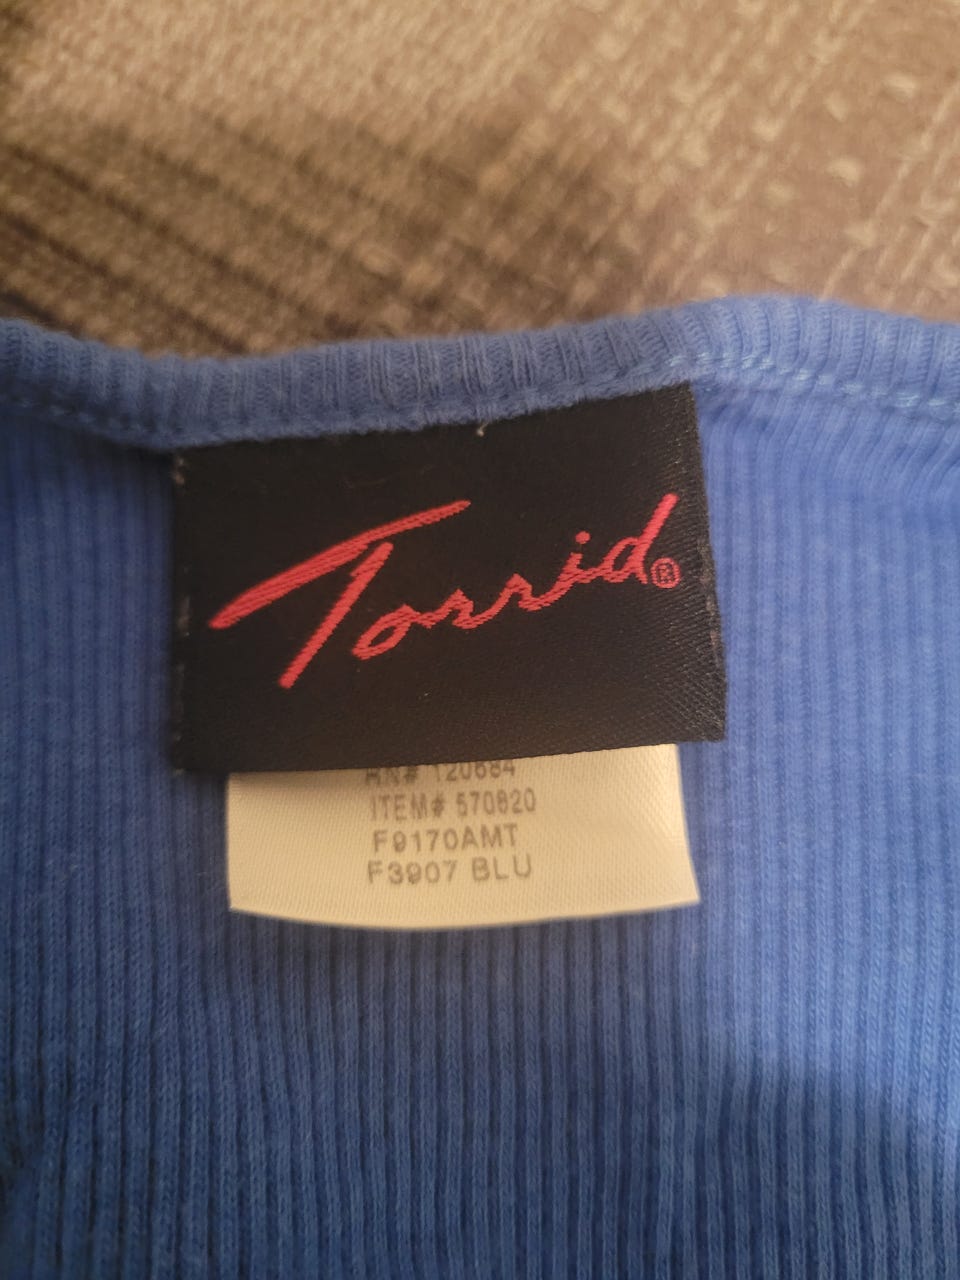 Torrid®
RN# 120684
ITEM# 570820
F9170AMT
F3907 BLU